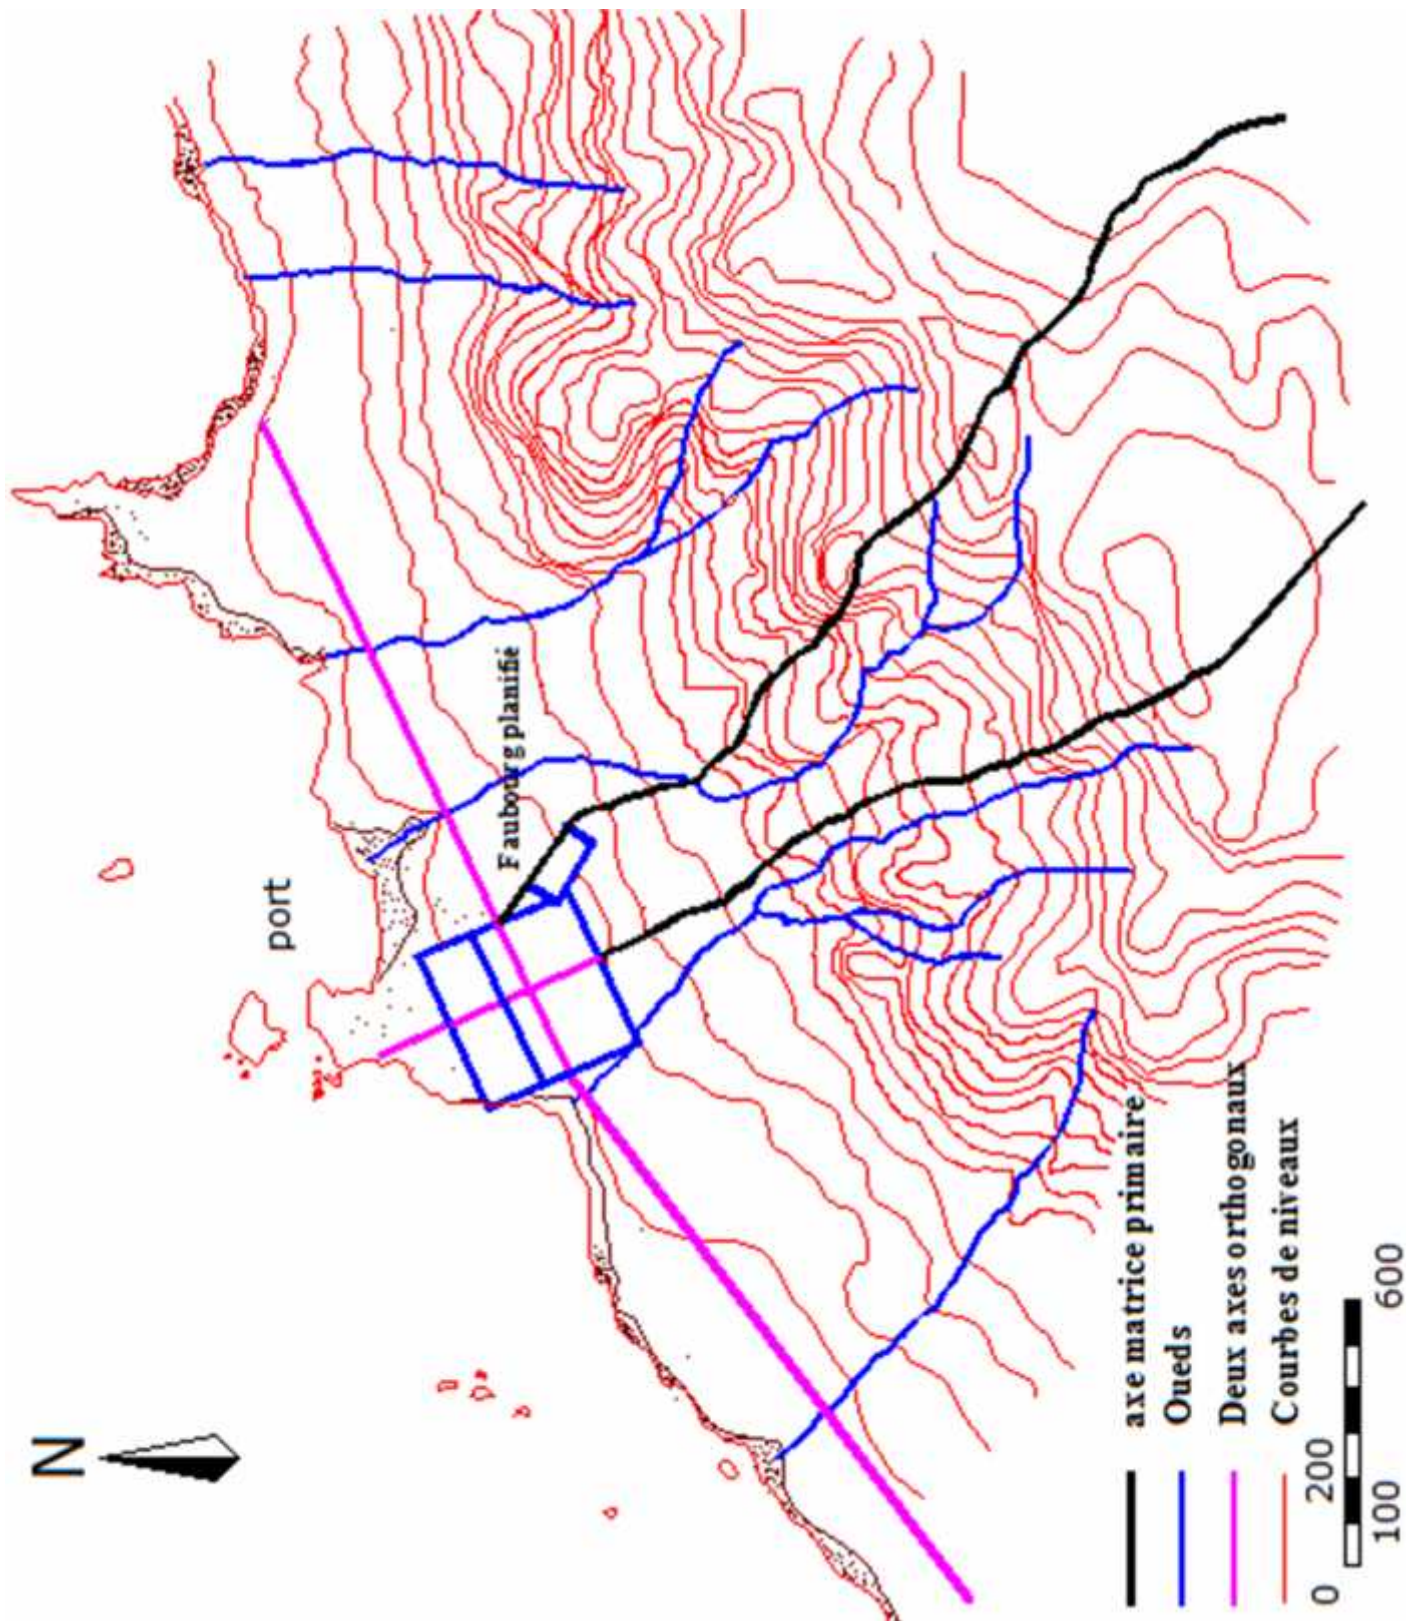 N
port
Faubourg planifié
axe matrice primaire
Oueds
Deux axes orthogonaux
Courbes de niveaux
0 200 600
100